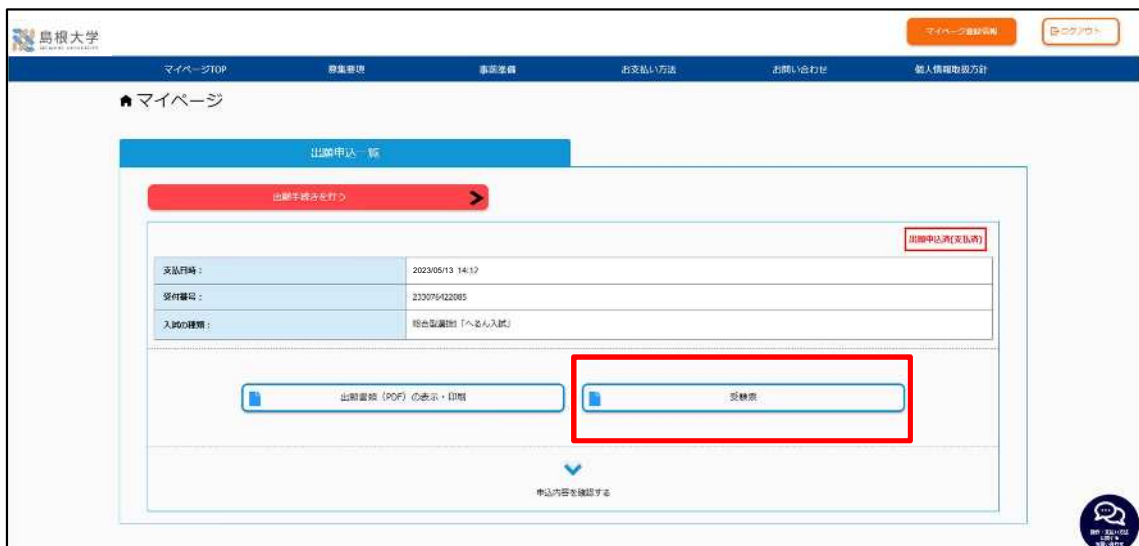 島根大学
マイページ登録情報
ログアウト
マイページTOP
募集要項
事前準備
お支払い方法
お問い合わせ
個人情報取扱方針
マイページ
出願申込一覧
出願手続きを行う
出願申込済(支払済)
支払日時：
2023/05/13 14:17
受付番号：
233076422085
入試の種類：
総合型選抜Ⅰ「へるん入試」
出願書類（PDF）の表示・印刷
受験票
申込内容を確認する